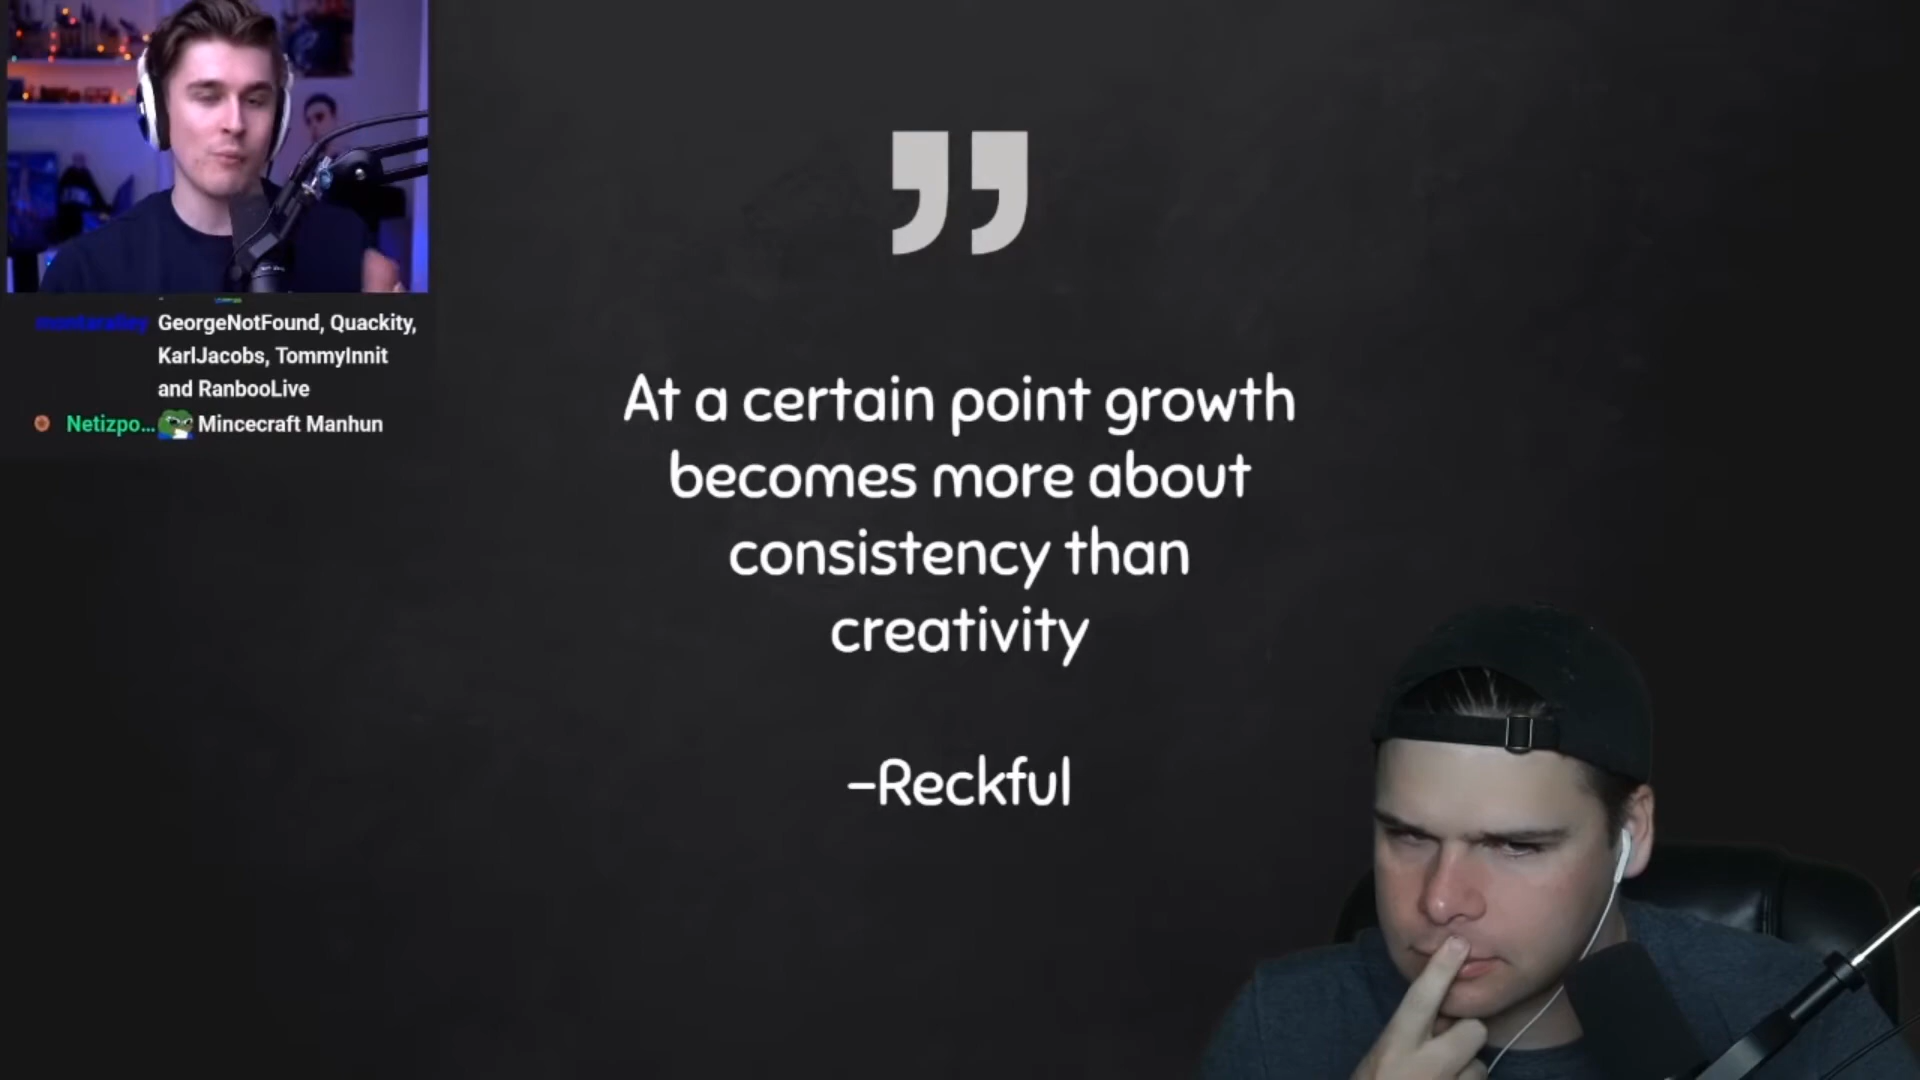 GeorgeNotFound, Quackity,
KarlJacobs, TommyInnit
and RanbooLive
Netizpo... Mincecraft Manhun
”
At a certain point growth
becomes more about
consistency than
creativity
-Reckful